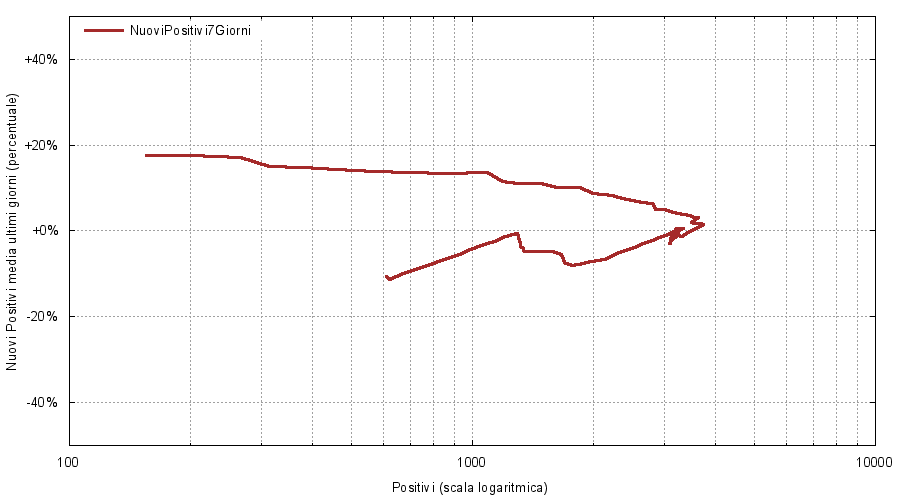 NuoviPositivi7Giorni
+40%
+20%
+0%
-20%
-40%
Nuovi Positivi media ultimi giorni (percentuale)
100
1000
10000
Positivi (scala logaritmica)